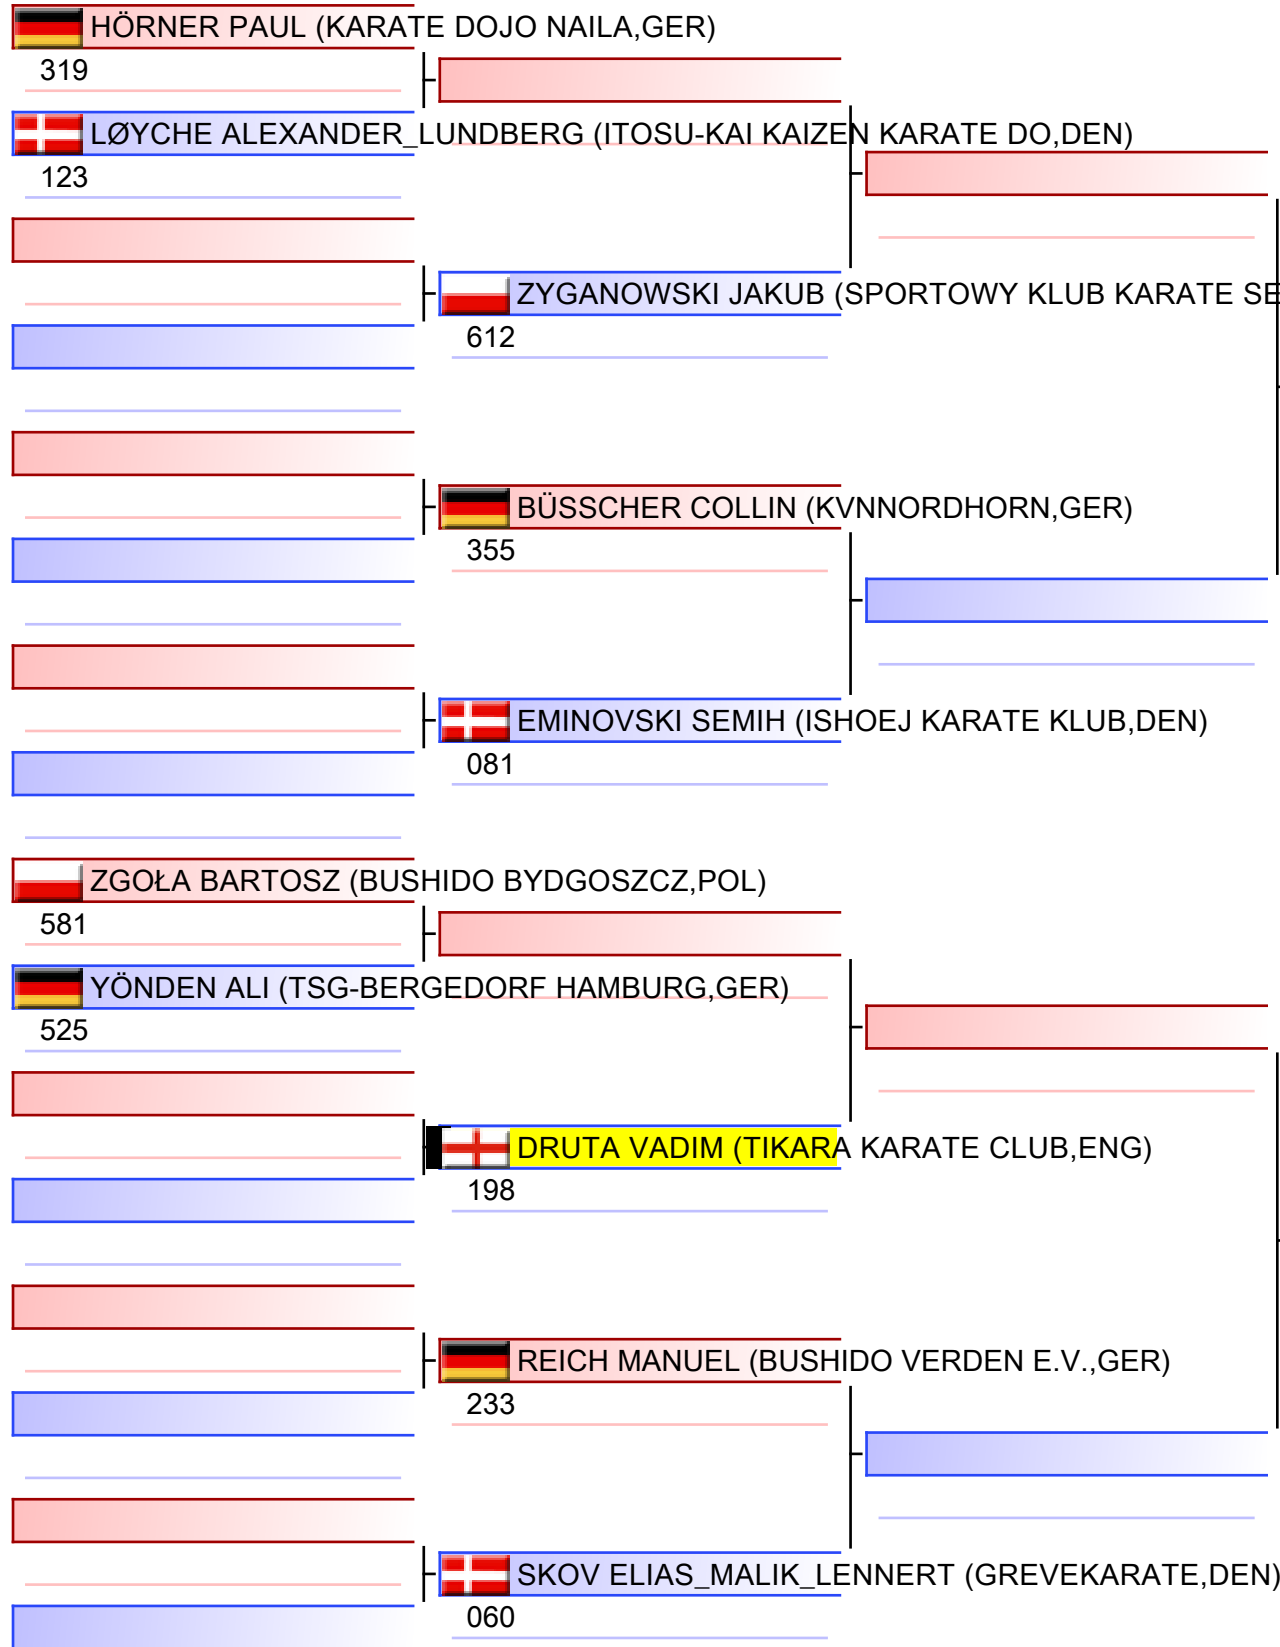 HÖRNER PAUL (KARATE DOJO NAILA,GER)
319
LØYCHE ALEXANDER_LUNDBERG (ITOSU-KAI KAIZEN KARATE DO,DEN)
123
ZYGANOWSKI JAKUB (SPORTOWY KLUB KARATE SE
612
BÜSSCHER COLLIN (KVNNORDHORN,GER)
355
EMINOVSKI SEMIH (ISHOEJ KARATE KLUB,DEN)
081
ZGOŁA BARTOSZ (BUSHIDO BYDGOSZCZ,POL)
581
YÖNDEN ALI (TSG-BERGEDORF HAMBURG,GER)
525
DRUTA VADIM (TIKARA KARATE CLUB,ENG)
198
REICH MANUEL (BUSHIDO VERDEN E.V.,GER)
233
SKOV ELIAS_MALIK_LENNERT (GREVEKARATE,DEN)
060